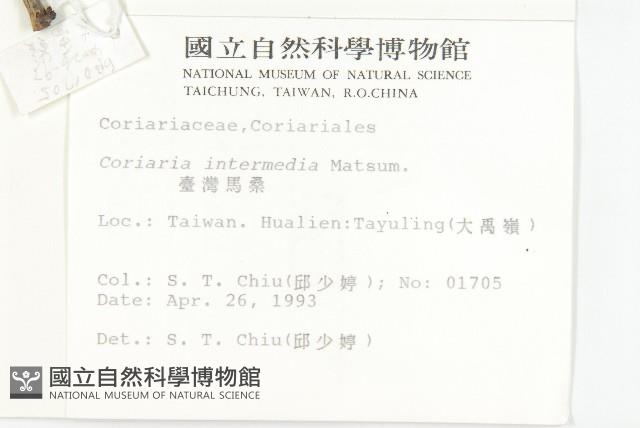 國立自然科學博物館
NATIONAL MUSEUM OF NATURAL SCIENCE
TAICHUNG, TAIWAN, R.O.CHINA
Coriariaceae,Coriariales
Coriaria intermedia Matsum.
臺灣馬桑
Loc.: Taiwan. Hualien:Tayuling(大禹嶺)
Col.: S. T. Chiu(邱少婷); No: 01705
Date: Apr. 26, 1993
Det.: S. T. Chiu(邱少婷)
國立自然科學博物館
NATIONAL MUSEUM OF NATURAL SCIENCE